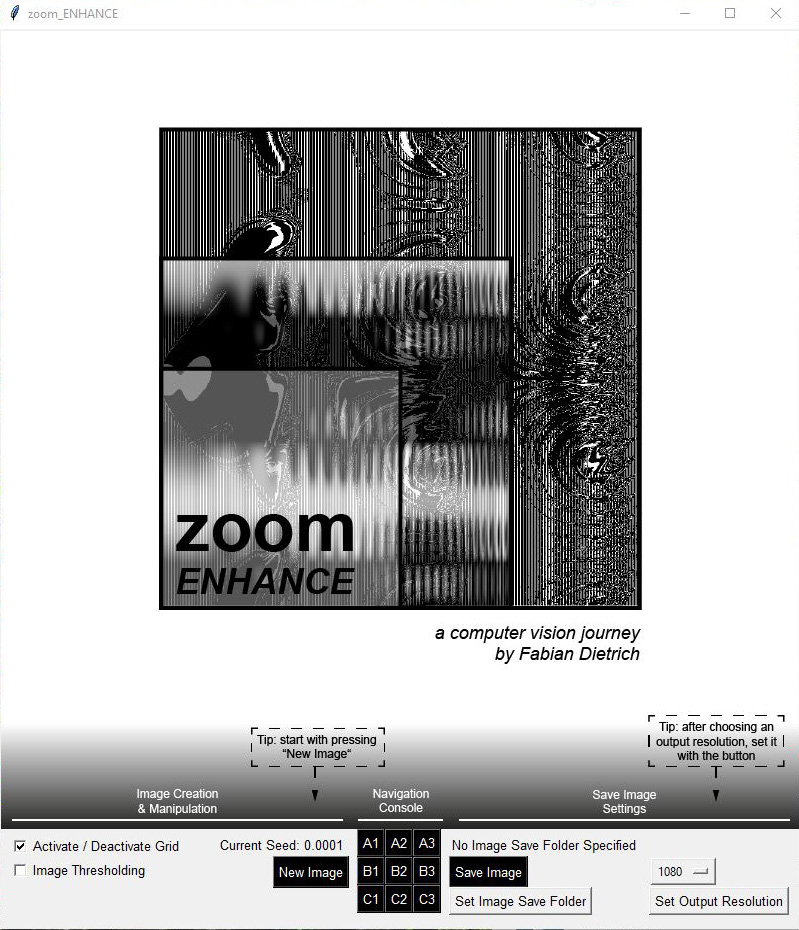 zoom_ENHANCE
zoom
ENHANCE
a computer vision journey
by Fabian Dietrich
Tip: start with pressing
“New Image“
Tip: after choosing an
output resolution, set it
with the button
Image Creation
& Manipulation
Navigation
Console
Save Image
Settings
Activate / Deactivate Grid
Current Seed: 0.0001
A1 A2 A3
No Image Save Folder Specified
Image Thresholding
New Image
B1 B2 B3
Save Image
1080
C1 C2 C3
Set Image Save Folder
Set Output Resolution